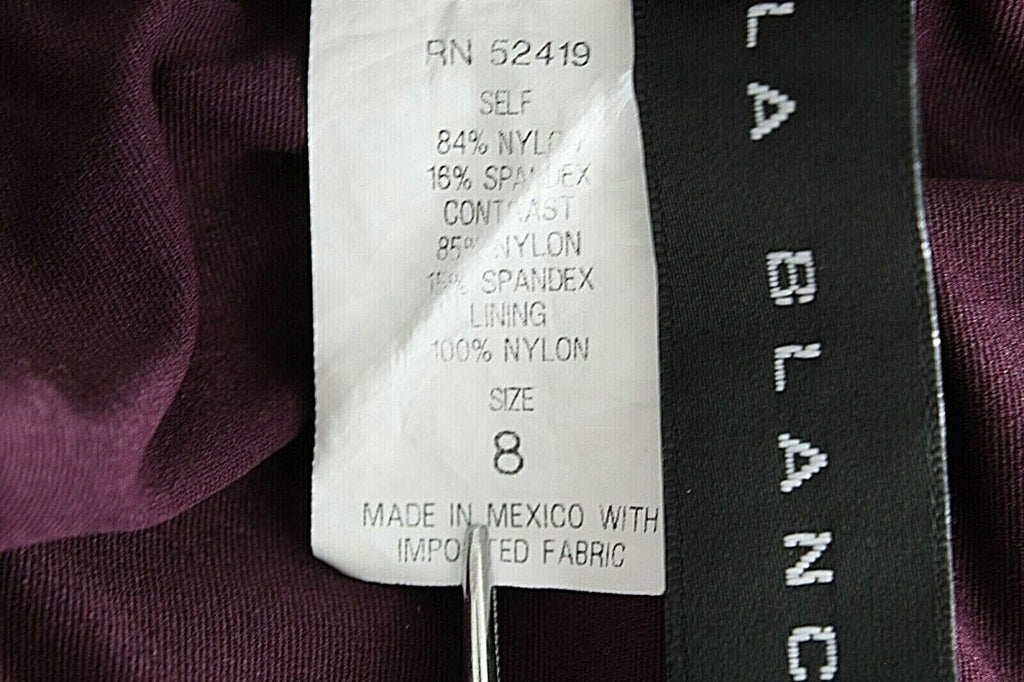 RN 52419
SELF
84% NYLON
16% SPANDEX
CONTRAST
85% NYLON
15% SPANDEX
LINING
100% NYLON
SIZE
8
MADE IN MEXICO WITH
IMPORTED FABRIC
LA BLANC